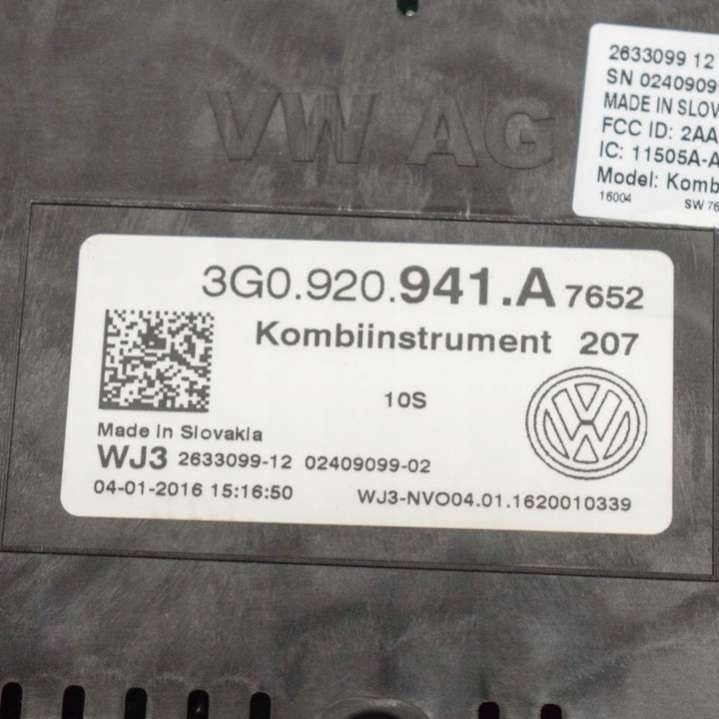 VW AG
2633099 12
SN 0240909
MADE IN SLOV
FCC ID: 2AA
IC: 11505A-A
Model: Komb
16004 SW 76
3G0.920.941.A 7652
Kombiinstrument 207
10S
Made in Slovakia
WJ3 2633099-12 02409099-02
04-01-2016 15:16:50 WJ3-NVO04.01.1620010339